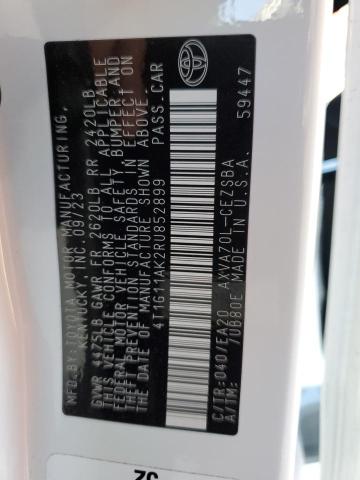 MFD.BY:TOYOTA MOTOR MANUFACTURING,
KENTUCKY, INC. 09/23
GVWR 4475LB GAWR FR 2620LB RR 2420LB
THIS VEHICLE CONFORMS TO ALL APPLICABLE
FEDERAL MOTOR VEHICLE SAFETY, BUMPER, AND
THEFT PREVENTION STANDARDS IN EFFECT ON
THE DATE OF MANUFACTURE SHOWN ABOVE.
4T1G11AK2RU852899 PASS.CAR
C/TR:040/EA20 AXVA70L-CEZSBA
A/TM: /UB80E MADE IN U.S.A.
59447